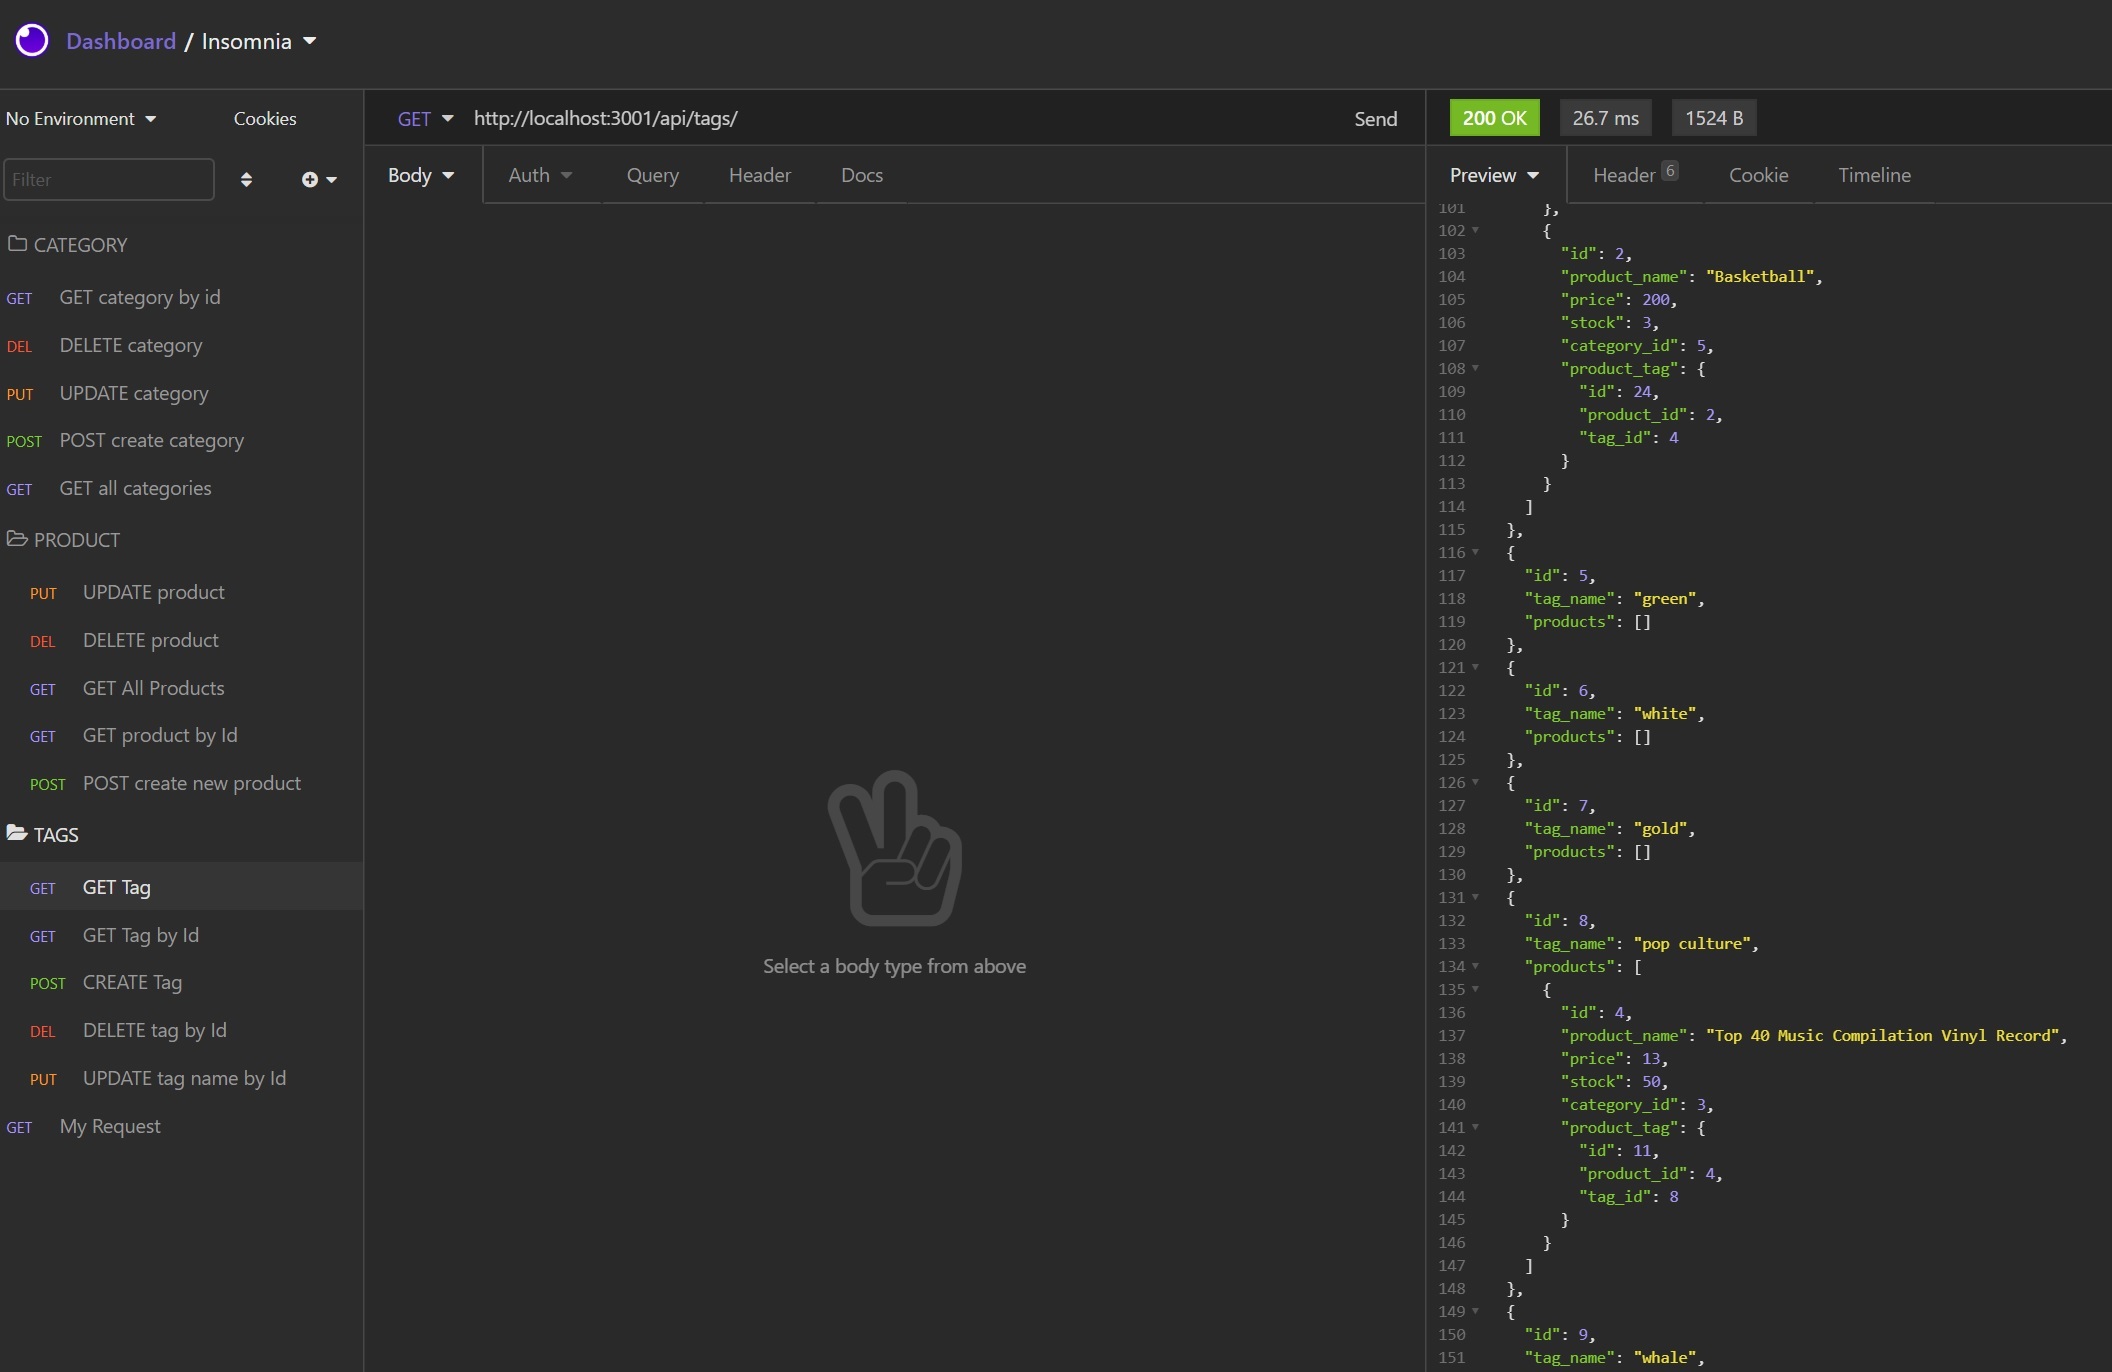 Dashboard / Insomnia
No Environment
Cookies
Filter
CATEGORY
GET GET category by id
DEL DELETE category
PUT UPDATE category
POST POST create category
GET GET all categories
PRODUCT
PUT UPDATE product
DEL DELETE product
GET GET All Products
GET GET product by Id
POST POST create new product
TAGS
GET GET Tag
GET GET Tag by Id
POST CREATE Tag
DEL DELETE tag by Id
PUT UPDATE tag name by Id
GET My Request
GET http://localhost:3001/api/tags/ Send
Body Auth Query Header Docs
Select a body type from above
200 OK 26.7 ms 1524 B
Preview Header 6 Cookie Timeline
101 },
102 {
103 "id": 2,
104 "product_name": "Basketball",
105 "price": 200,
106 "stock": 3,
107 "category_id": 5,
108 "product_tag": {
109 "id": 24,
110 "product_id": 2,
111 "tag_id": 4
112 }
113 }
114 ]
115 },
116 {
117 "id": 5,
118 "tag_name": "green",
119 "products": []
120 },
121 {
122 "id": 6,
123 "tag_name": "white",
124 "products": []
125 },
126 {
127 "id": 7,
128 "tag_name": "gold",
129 "products": []
130 },
131 {
132 "id": 8,
133 "tag_name": "pop culture",
134 "products": [
135 {
136 "id": 4,
137 "product_name": "Top 40 Music Compilation Vinyl Record",
138 "price": 13,
139 "stock": 50,
140 "category_id": 3,
141 "product_tag": {
142 "id": 11,
143 "product_id": 4,
144 "tag_id": 8
145 }
146 }
147 ]
148 },
149 {
150 "id": 9,
151 "tag_name": "whale",